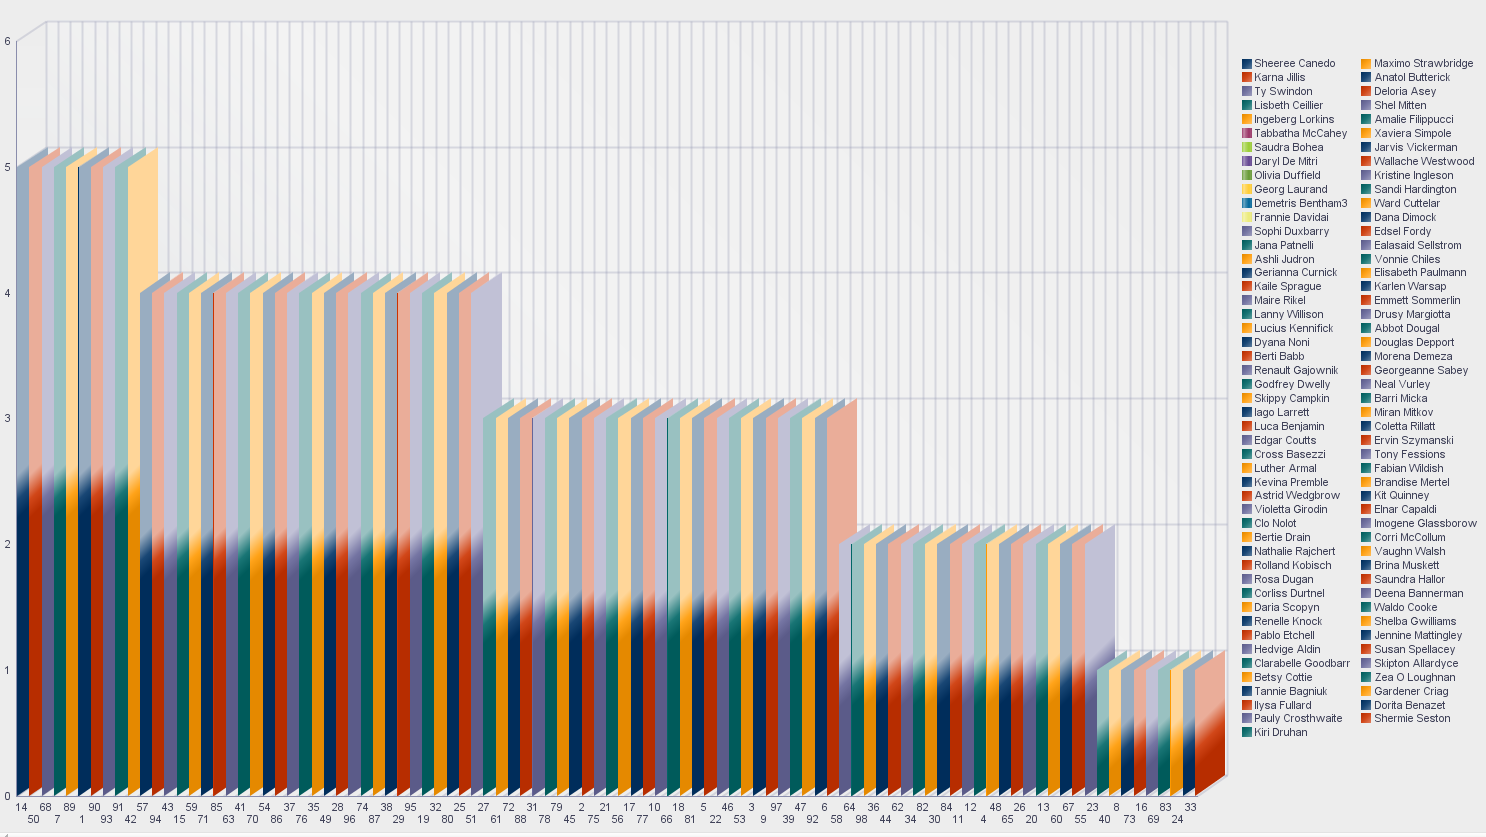 6
5
4
3
2
1
0
14 68 89 90 91 57 43 59 85 41 54 37 35 28 74 38 95 32 25 27 72 31 79 2 21 17 10 18 5 46 3 97 47 6 64 36 62 82 84 12 48 26 13 67 23 8 16 83 33
50 7 1 93 42 94 15 71 63 70 86 76 49 96 87 29 19 80 51 61 88 78 45 75 56 77 66 81 22 53 9 39 92 58 98 44 34 30 11 4 65 20 60 55 40 73 69 24
Sheeree Canedo
Karna Jillis
Ty Swindon
Lisbeth Ceillier
Ingeberg Lorkins
Tabbatha McCahey
Saudra Bohea
Daryl De Mitri
Olivia Duffield
Georg Laurand
Demetris Bentham3
Frannie Davidai
Sophi Duxbarry
Jana Patnelli
Ashli Judron
Gerianna Curnick
Kaile Sprague
Maire Rikel
Lanny Willison
Lucius Kennifick
Dyana Noni
Berti Babb
Renault Gajownik
Godfrey Dwelly
Skippy Campkin
Iago Larrett
Luca Benjamin
Edgar Coutts
Cross Basezzi
Luther Armal
Kevina Premble
Astrid Wedgbrow
Violetta Girodin
Clo Nolot
Bertie Drain
Nathalie Rajchert
Rolland Kobisch
Rosa Dugan
Corliss Durtnel
Daria Scopyn
Renelle Knock
Pablo Etchell
Hedvige Aldin
Clarabelle Goodbarr
Betsy Cottie
Tannie Bagniuk
Ilysa Fullard
Pauly Crosthwaite
Kiri Druhan
Maximo Strawbridge
Anatol Butterick
Deloria Asey
Shel Mitten
Amalie Filippucci
Xaviera Simpole
Jarvis Vickerman
Wallache Westwood
Kristine Ingleson
Sandi Hardington
Ward Cuttelar
Dana Dimock
Edsel Fordy
Ealasaid Sellstrom
Vonnie Chiles
Elisabeth Paulmann
Karlen Warsap
Emmett Sommerlin
Drusy Margiotta
Abbot Dougal
Douglas Depport
Morena Demeza
Georgeanne Sabey
Neal Vurley
Barri Micka
Miran Mitkov
Coletta Rillatt
Ervin Szymanski
Tony Fessions
Fabian Wildish
Brandise Mertel
Kit Quinney
Elnar Capaldi
Imogene Glassborow
Corri McCollum
Vaughn Walsh
Brina Muskett
Saundra Hallor
Deena Bannerman
Waldo Cooke
Shelba Gwilliams
Jennine Mattingley
Susan Spellacey
Skipton Allardyce
Zea O Loughnan
Gardener Criag
Dorita Benazet
Shermie Seston